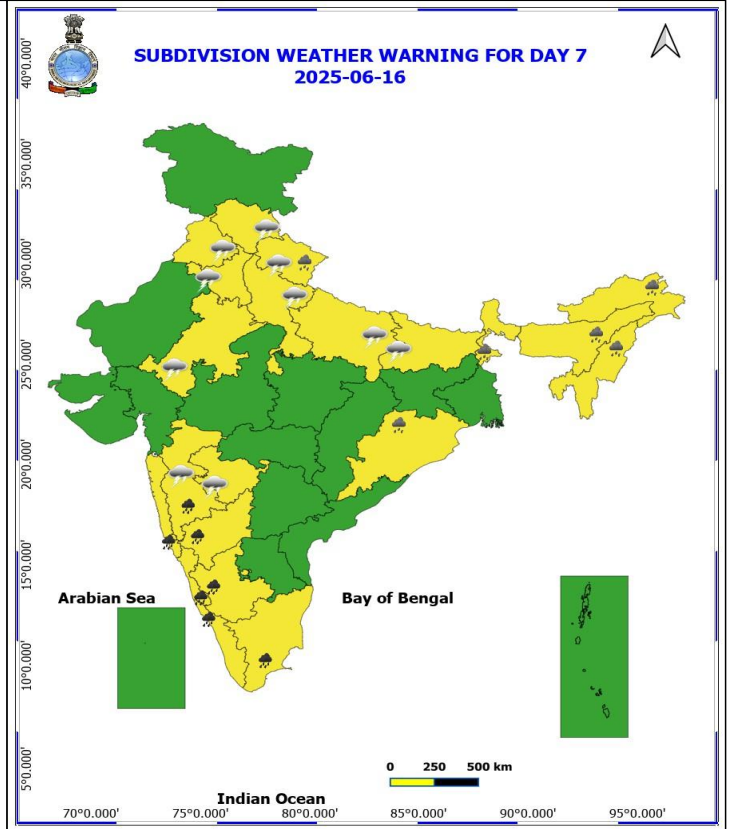 SUBDIVISION WEATHER WARNING FOR DAY 7
2025-06-16
40°0.000'
35°0.000'
30°0.000'
25°0.000'
20°0.000'
15°0.000'
10°0.000'
5°0.000'
Arabian Sea
Bay of Bengal
0 250 500 km
Indian Ocean
70°0.000' 75°0.000' 80°0.000' 85°0.000' 90°0.000' 95°0.000'